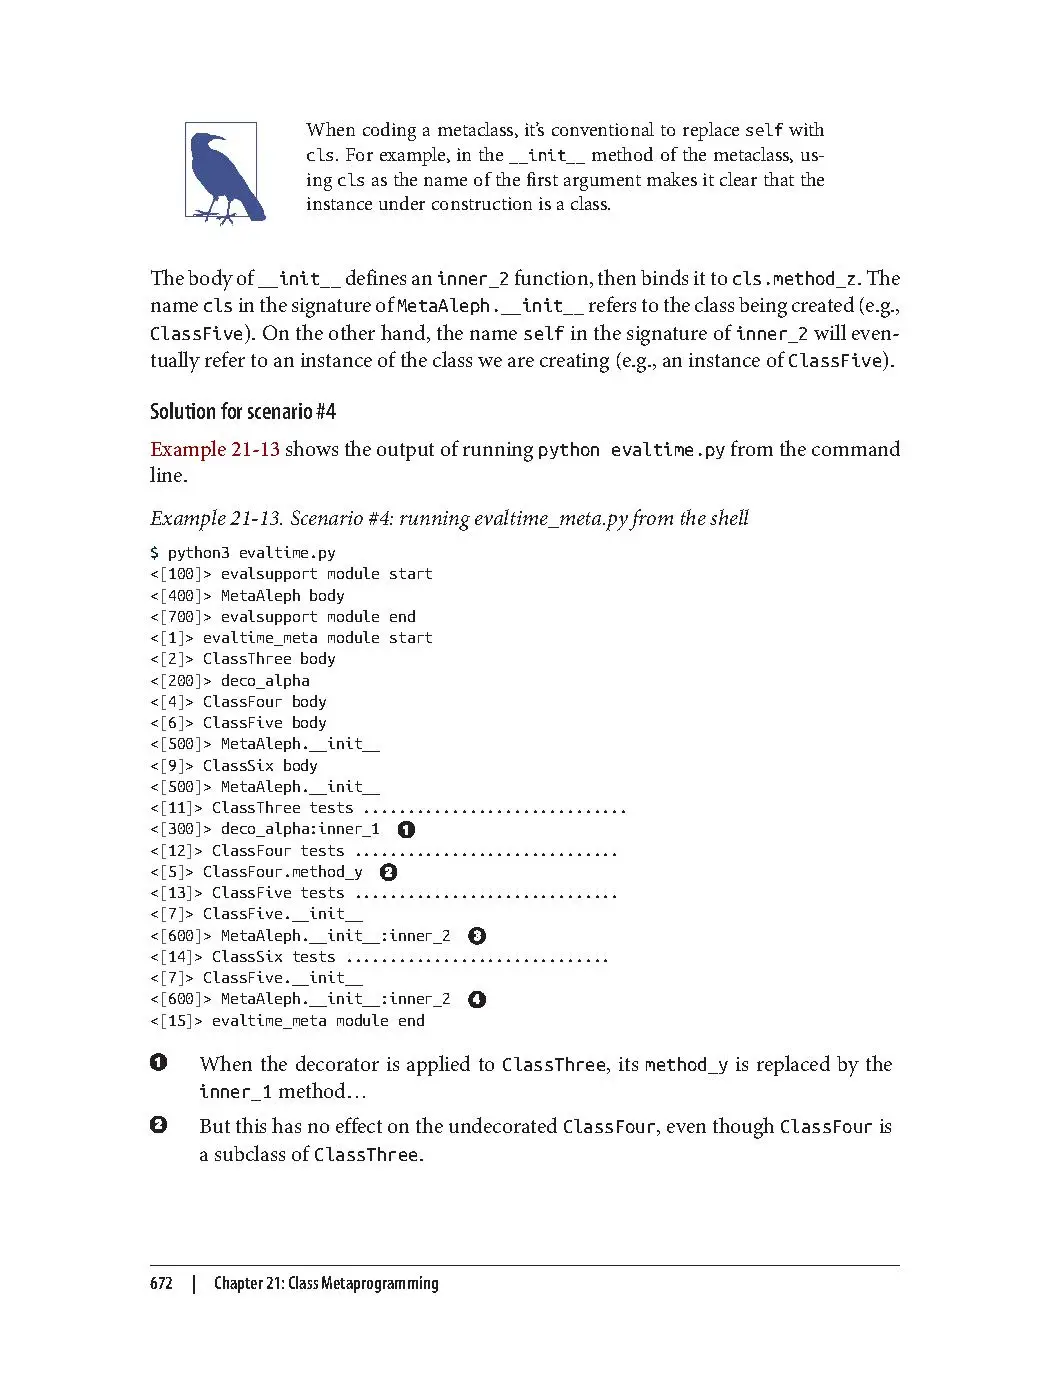 When coding a metaclass, it's conventional to replace self with
cls. For example, in the __init__ method of the metaclass, us-
ing cls as the name of the first argument makes it clear that the
instance under construction is a class.
The body of __init__ defines an inner_2 function, then binds it to cls.method_z. The
name cls in the signature of MetaAleph.__init__ refers to the class being created (e.g.,
ClassFive). On the other hand, the name self in the signature of inner_2 will even-
tually refer to an instance of the class we are creating (e.g., an instance of ClassFive).
Solution for scenario #4
Example 21-13 shows the output of running python evaltime.py from the command
line.
Example 21-13. Scenario #4: running evaltime_meta.py from the shell
$ python3 evaltime.py
<[100]> evalsupport module start
<[400]> MetaAleph body
<[700]> evalsupport module end
<[1]> evaltime_meta module start
<[2]> ClassThree body
<[200]> deco_alpha
<[4]> ClassFour body
<[6]> ClassFive body
<[500]> MetaAleph.__init__
<[9]> ClassSix body
<[500]> MetaAleph.__init__
<[11]> ClassThree tests ..............................
<[300]> deco_alpha:inner_1 ❶
<[12]> ClassFour tests ..............................
<[5]> ClassFour.method_y ❷
<[13]> ClassFive tests ..............................
<[7]> ClassFive.__init__
<[600]> MetaAleph.__init__:inner_2 ❸
<[14]> ClassSix tests ..............................
<[7]> ClassFive.__init__
<[600]> MetaAleph.__init__:inner_2 ❹
<[15]> evaltime_meta module end
❶ When the decorator is applied to ClassThree, its method_y is replaced by the
inner_1 method…
❷ But this has no effect on the undecorated ClassFour, even though ClassFour is
a subclass of ClassThree.
672 | Chapter 21: Class Metaprogramming